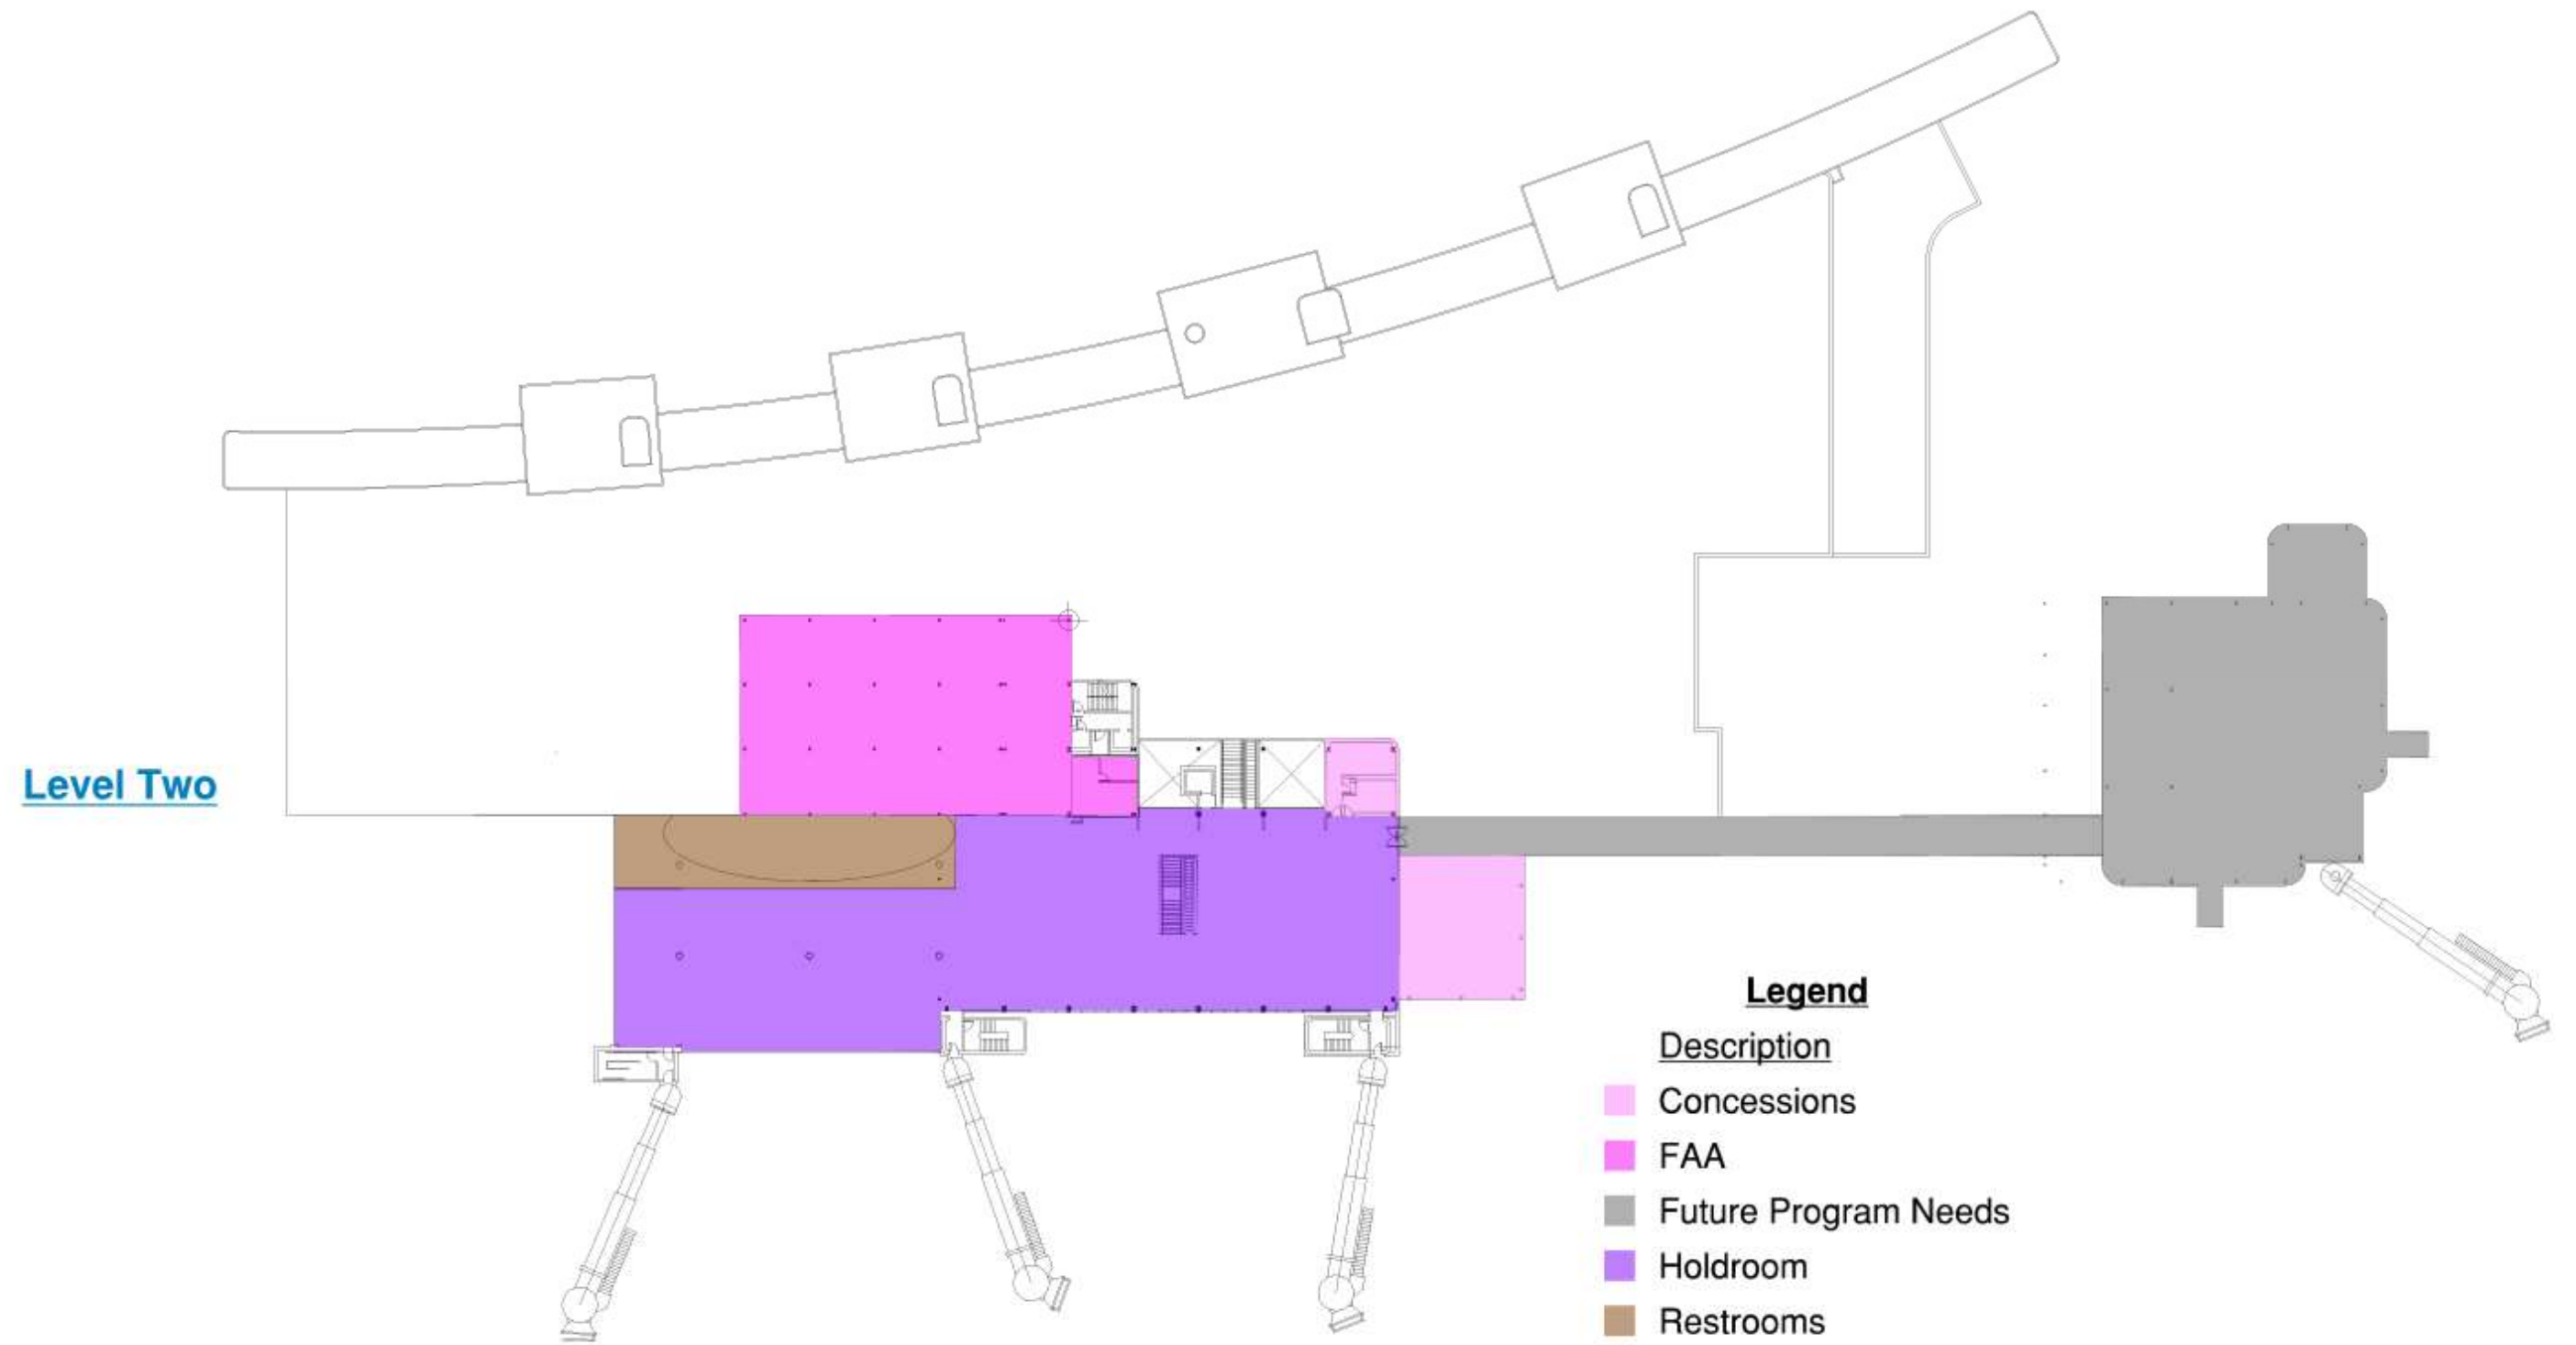 Level Two
Legend
Description
Concessions
FAA
Future Program Needs
Holdroom
Restrooms